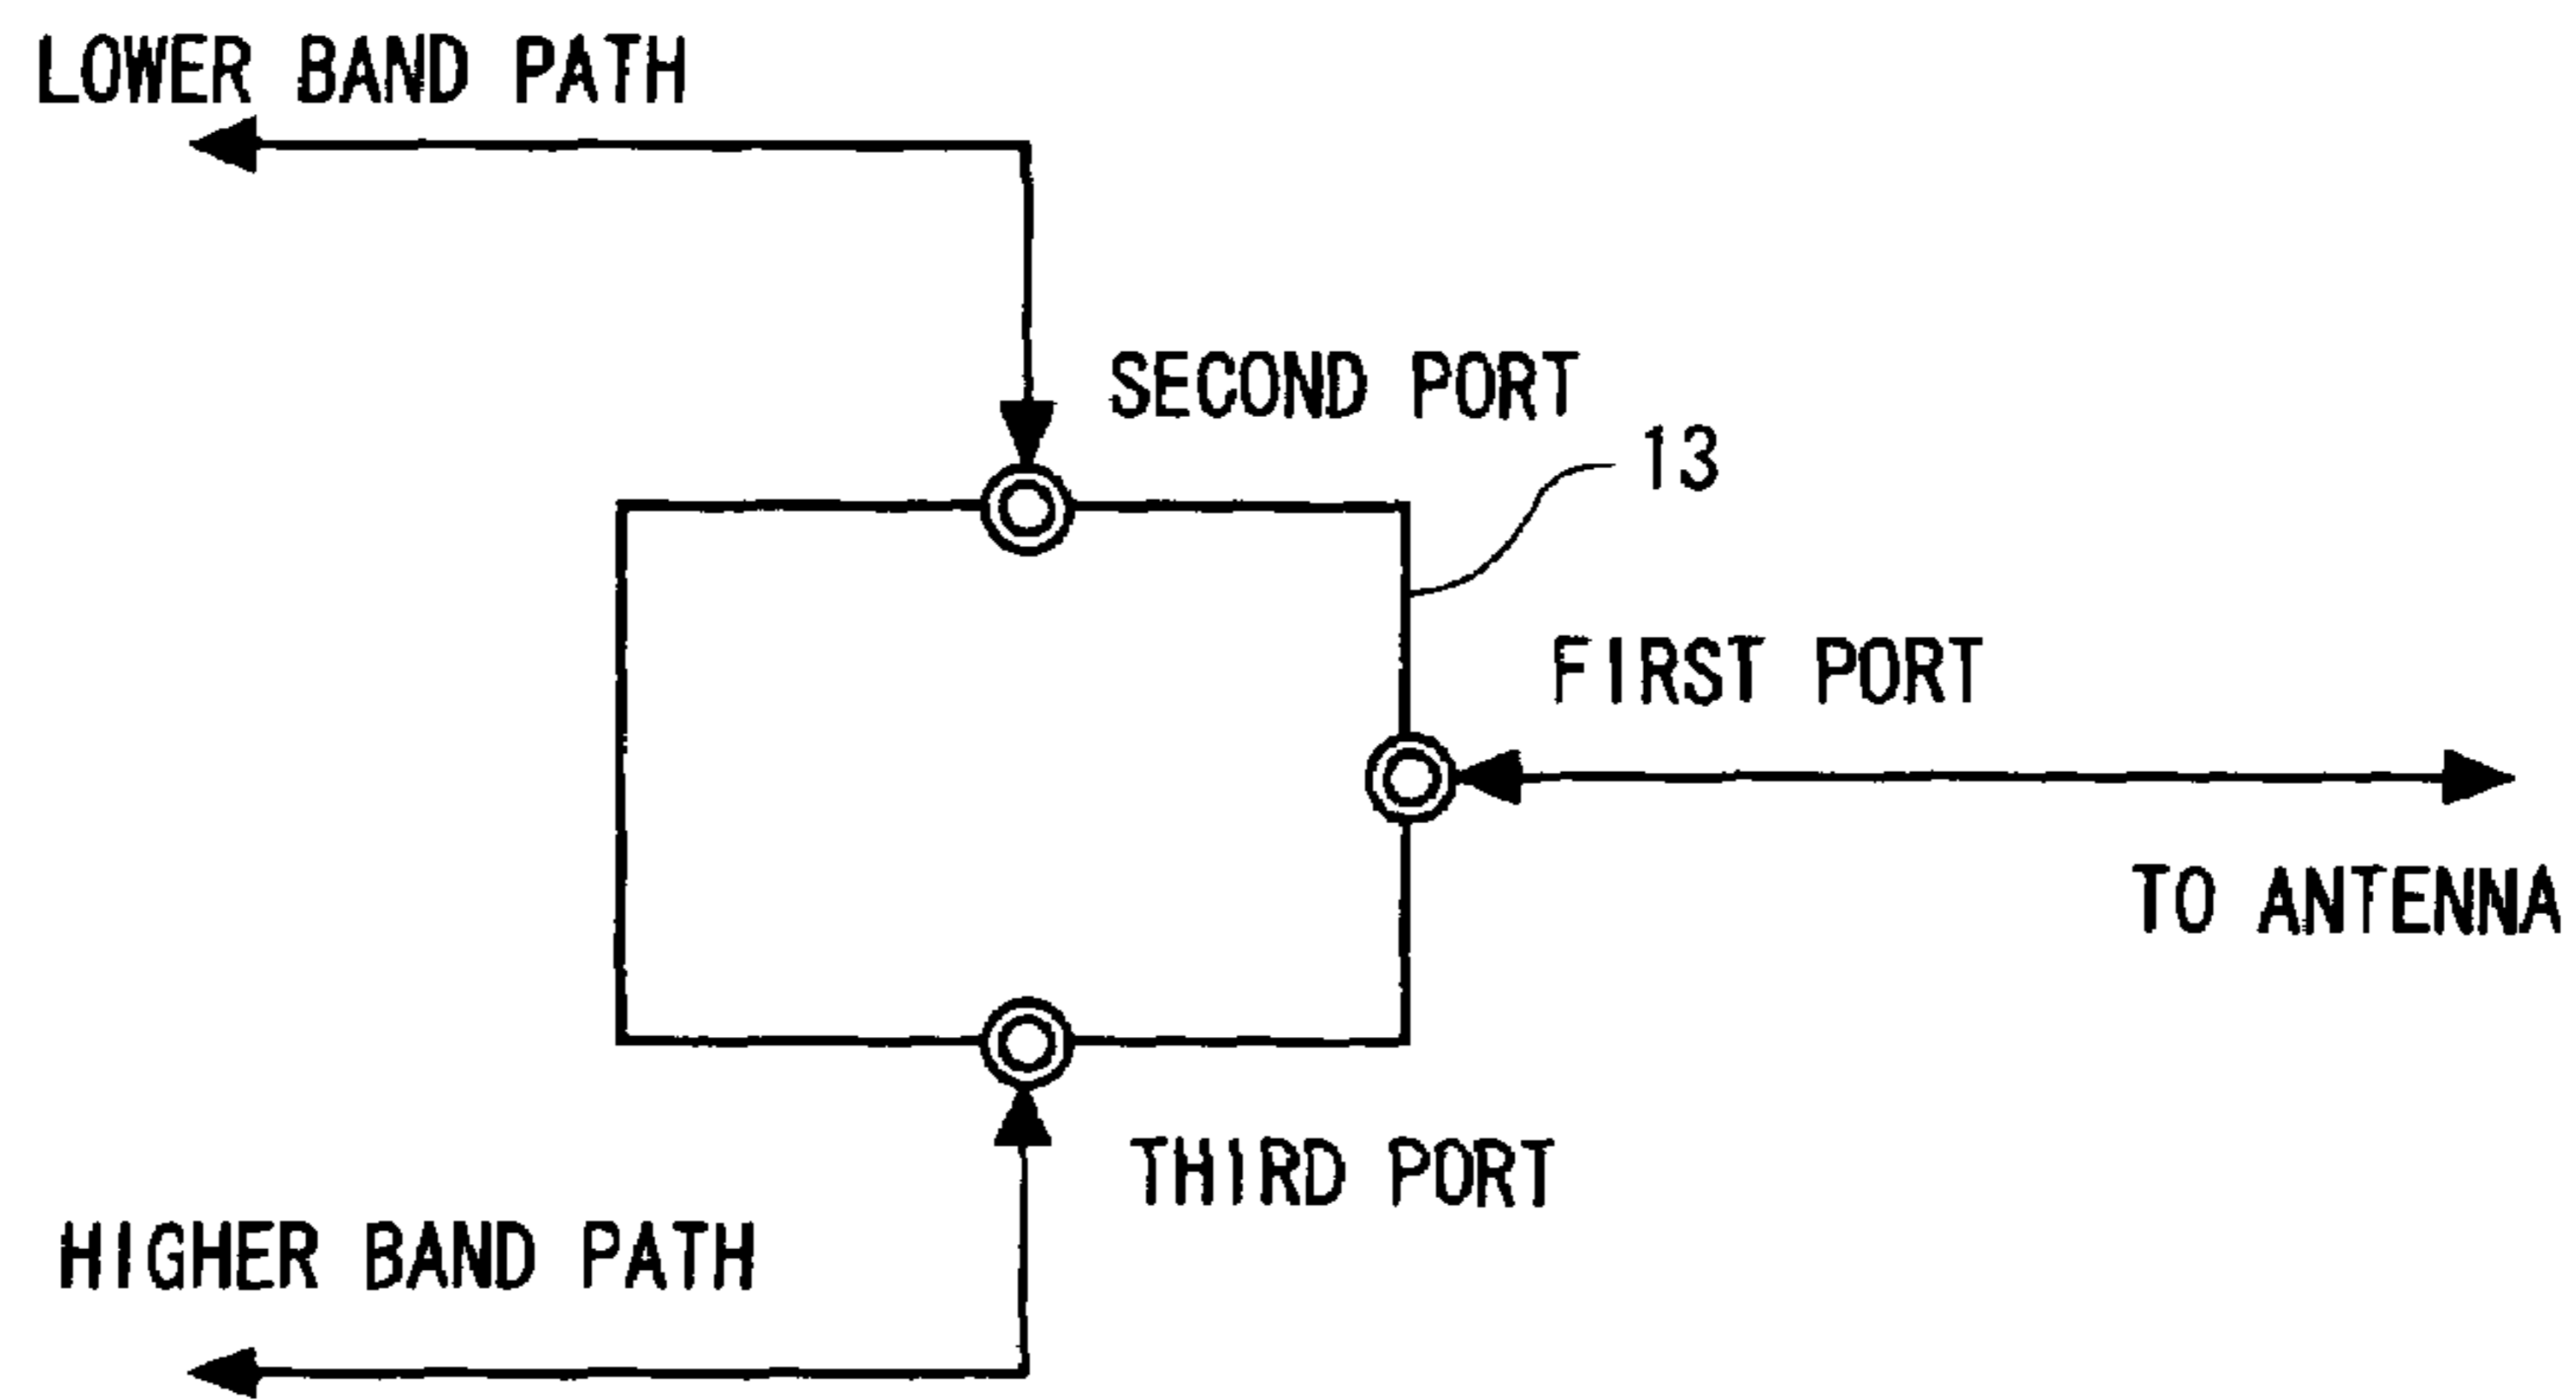 LOWER BAND PATH
SECOND PORT
13
FIRST PORT
TO ANTENNA
THIRD PORT
HIGHER BAND PATH